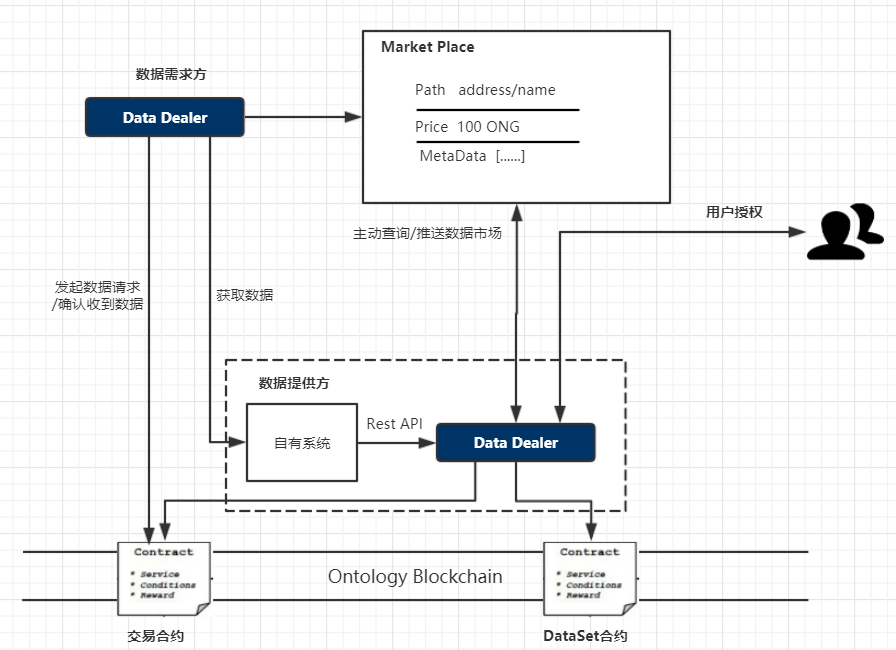 Market Place
数据需求方
Path address/name
Data Dealer
Price 100 ONG
MetaData [......]
用户授权
主动查询/推送数据市场
发起数据请求
/确认收到数据
获取数据
数据提供方
Rest API
自有系统
Data Dealer
Contract
* Service
* Conditions
* Reward
Ontology Blockchain
Contract
* Service
* Conditions
* Reward
交易合约
DataSet合约